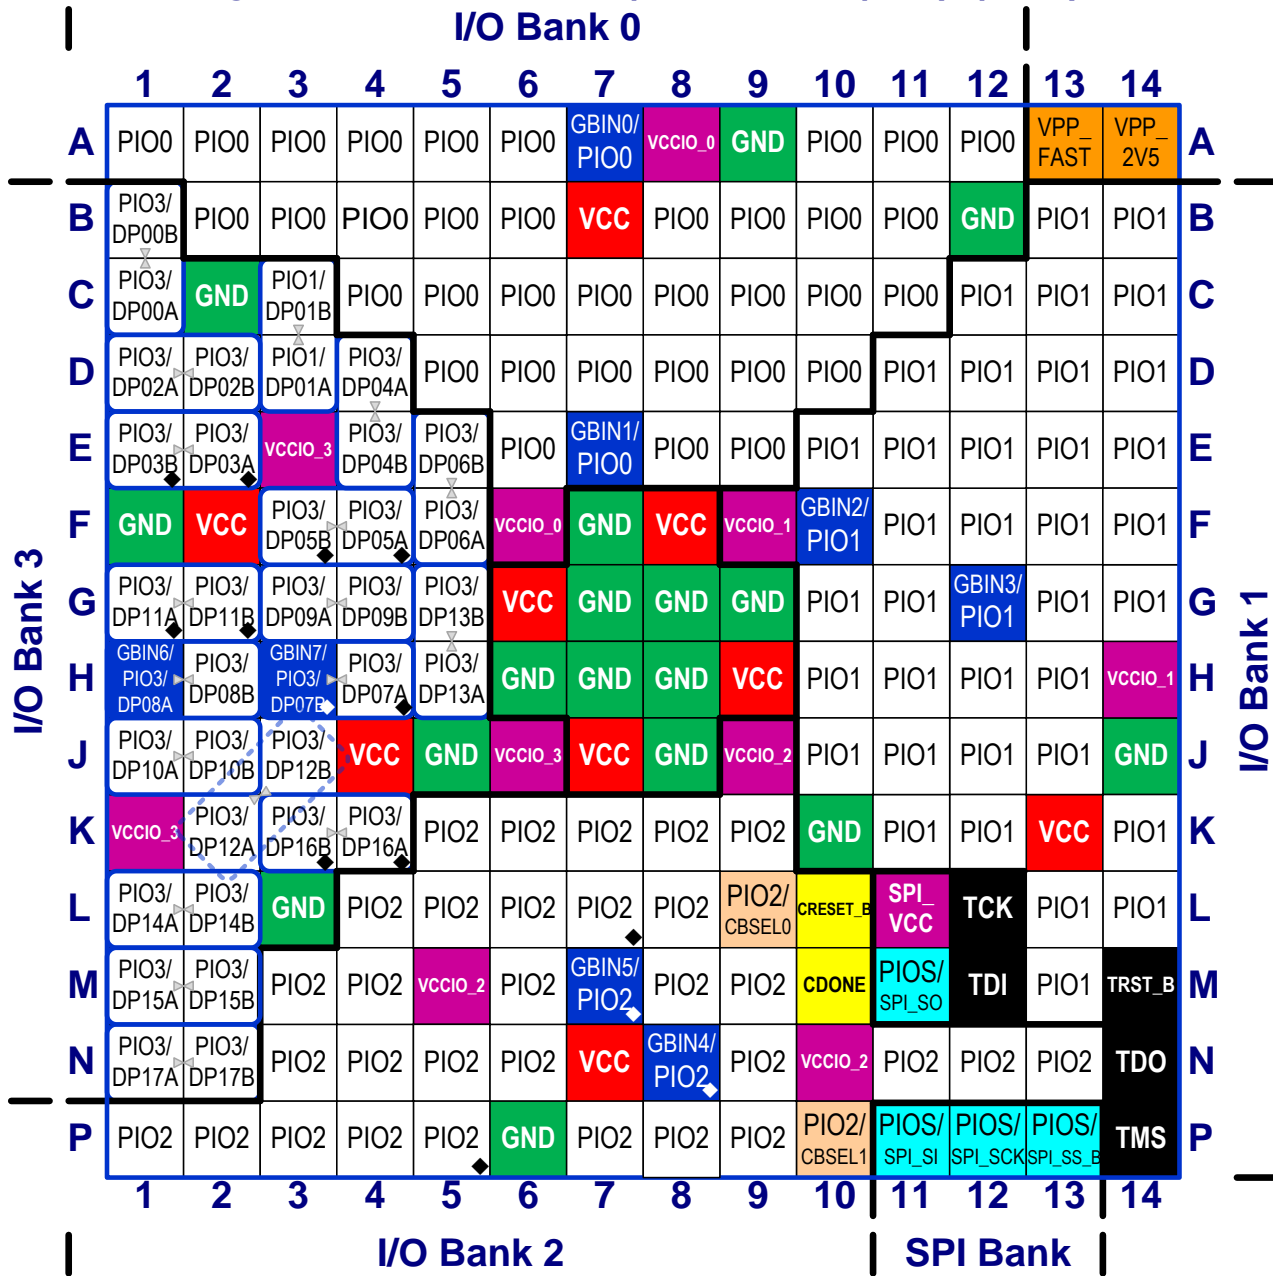 I/O Bank 0
1 2 3 4 5 6 7 8 9 10 11 12 13 14
A PIO0 PIO0 PIO0 PIO0 PIO0 PIO0 GBIN0/ PIO0 VCCIO_0 GND PIO0 PIO0 PIO0 VPP_ FAST VPP_ 2V5 A
B PIO3/ DP00B PIO0 PIO0 PIO0 PIO0 PIO0 VCC PIO0 PIO0 PIO0 PIO0 GND PIO1 PIO1 B
C PIO3/ DP00A GND PIO1/ DP01B PIO0 PIO0 PIO0 PIO0 PIO0 PIO0 PIO0 PIO0 PIO1 PIO1 PIO1 C
D PIO3/ DP02A PIO3/ DP02B PIO1/ DP01A PIO3/ DP04A PIO0 PIO0 PIO0 PIO0 PIO0 PIO0 PIO1 PIO1 PIO1 PIO1 D
E PIO3/ DP03B PIO3/ DP03A VCCIO_3 PIO3/ DP04B PIO3/ DP06B PIO0 GBIN1/ PIO0 PIO0 PIO0 PIO1 PIO1 PIO1 PIO1 PIO1 E
F GND VCC PIO3/ DP05B PIO3/ DP05A PIO3/ DP06A VCCIO_0 GND VCC VCCIO_1 GBIN2/ PIO1 PIO1 PIO1 PIO1 PIO1 F
G PIO3/ DP11A PIO3/ DP11B PIO3/ DP09A PIO3/ DP09B PIO3/ DP13B VCC GND GND GND PIO1 PIO1 GBIN3/ PIO1 PIO1 PIO1 G
H GBIN6/ PIO3/ DP08A PIO3/ DP08B GBIN7/ PIO3/ DP07B PIO3/ DP07A PIO3/ DP13A GND GND GND VCC PIO1 PIO1 PIO1 PIO1 VCCIO_1 H
J PIO3/ DP10A PIO3/ DP10B PIO3/ DP12B VCC GND VCCIO_3 VCC GND VCCIO_2 PIO1 PIO1 PIO1 PIO1 GND J
K VCCIO_3 PIO3/ DP12A PIO3/ DP16B PIO3/ DP16A PIO2 PIO2 PIO2 PIO2 PIO2 GND PIO1 PIO1 VCC PIO1 K
L PIO3/ DP14A PIO3/ DP14B GND PIO2 PIO2 PIO2 PIO2 PIO2 PIO2/ CBSEL0 CRESET_B SPI_ VCC TCK PIO1 PIO1 L
M PIO3/ DP15A PIO3/ DP15B PIO2 PIO2 VCCIO_2 PIO2 GBIN5/ PIO2 PIO2 PIO2 CDONE PIOS/ SPI_SO TDI PIO1 TRST_B M
N PIO3/ DP17A PIO3/ DP17B PIO2 PIO2 PIO2 PIO2 VCC GBIN4/ PIO2 PIO2 VCCIO_2 PIO2 PIO2 PIO2 TDO N
P PIO2 PIO2 PIO2 PIO2 PIO2 GND PIO2 PIO2 PIO2 PIO2/ CBSEL1 PIOS/ SPI_SI PIOS/ SPI_SCK PIOS/ SPI_SS_B TMS P
1 2 3 4 5 6 7 8 9 10 11 12 13 14
I/O Bank 3
I/O Bank 1
I/O Bank 2 SPI Bank